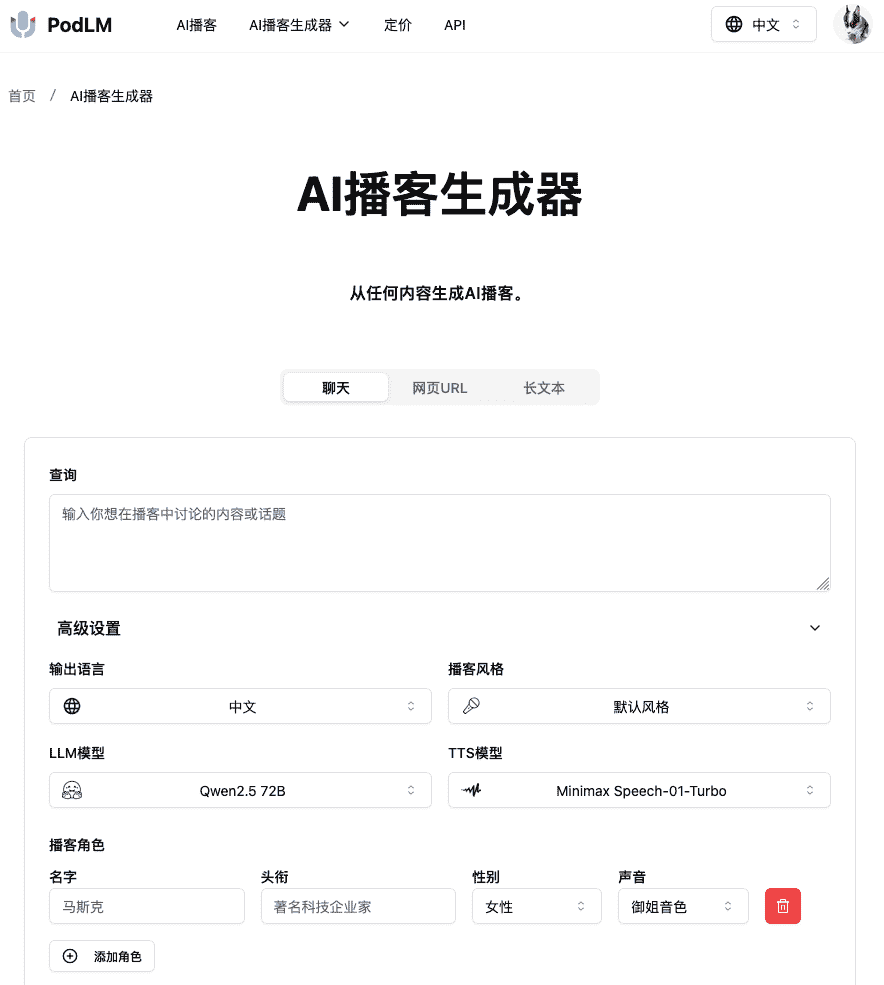 PodLM AI播客 AI播客生成器 定价 API 中文
首页 / AI播客生成器
AI播客生成器
从任何内容生成AI播客。
聊天 网页URL 长文本
查询
输入你想在播客中讨论的内容或话题
高级设置
输出语言 播客风格
中文 默认风格
LLM模型 TTS模型
Qwen2.5 72B Minimax Speech-01-Turbo
播客角色
名字 头衔 性别 声音
马斯克 著名科技企业家 女性 御姐音色
添加角色